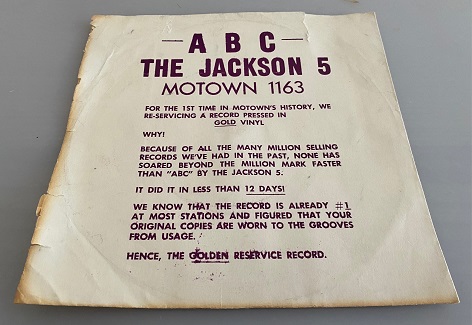 — A B C —
THE JACKSON 5
MOTOWN 1163
FOR THE 1ST TIME IN MOTOWN'S HISTORY, WE
RE-SERVICING A RECORD PRESSED IN
GOLD VINYL
WHY!
BECAUSE OF ALL THE MANY MILLION SELLING
RECORDS WE'VE HAD IN THE PAST, NONE HAS
SOARED BEYOND THE MILLION MARK FASTER
THAN "ABC" BY THE JACKSON 5.
IT DID IT IN LESS THAN 12 DAYS!
WE KNOW THAT THE RECORD IS ALREADY #1
AT MOST STATIONS AND FIGURED THAT YOUR
ORIGINAL COPIES ARE WORN TO THE GROOVES
FROM USAGE.
HENCE, THE GOLDEN RESERVICE RECORD.